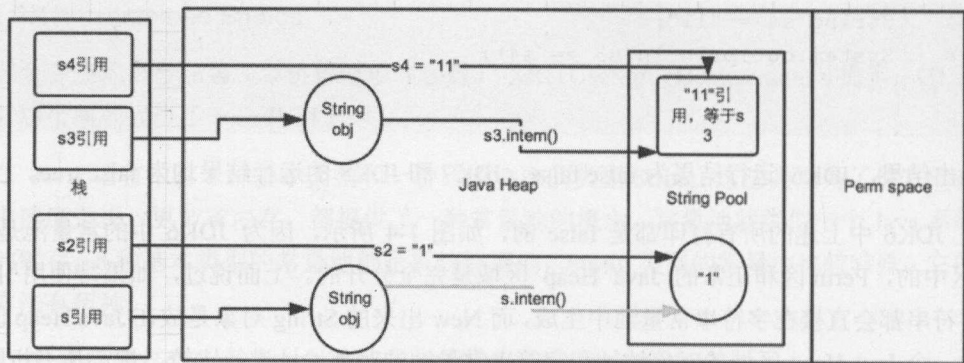 s4引用
s4 = "11"
"11"引
用，等于s
3
String
obj
s3引用
s3.intern()
栈
Java Heap
String Pool
Perm space
s2引用
s2 = "1"
"1"
s.intern()
s引用
String
obj